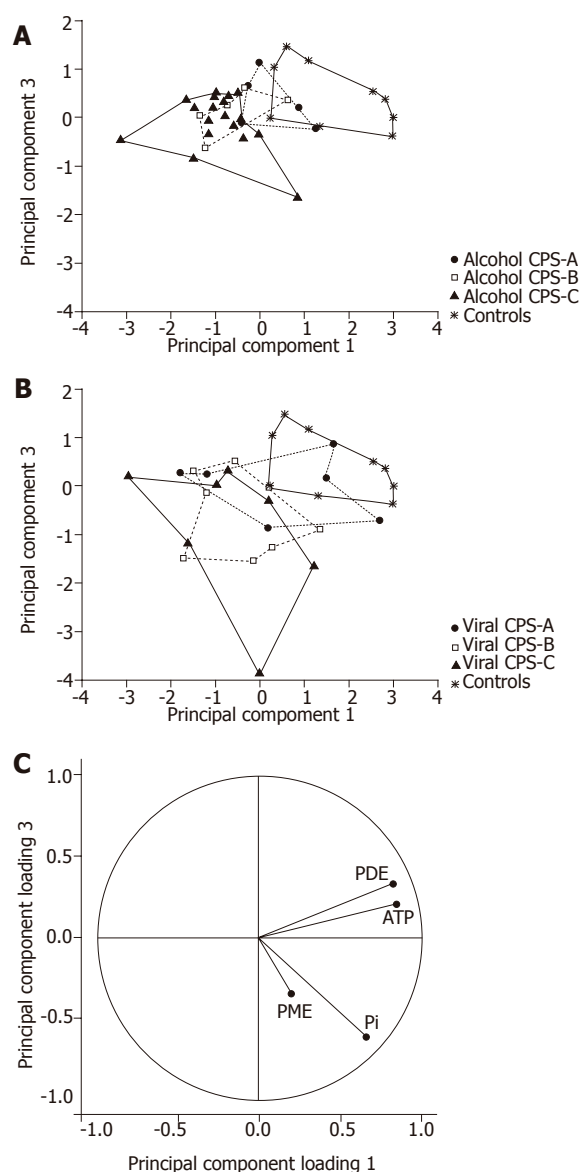 A
2
1
0
-1
-2
-3
-4
Principal compoment 3
-4 -3 -2 -1 0 1 2 3 4
Principal compoment 1
Alcohol CPS-A
Alcohol CPS-B
Alcohol CPS-C
Controls
B
2
1
0
-1
-2
-3
-4
Principal compoment 3
-4 -3 -2 -1 0 1 2 3 4
Principal compoment 1
Viral CPS-A
Viral CPS-B
Viral CPS-C
Controls
C
1.0
0.5
0.0
-0.5
-1.0
Principal component loading 3
PDE
ATP
PME
Pi
-1.0 -0.5 0.0 0.5 1.0
Principal component loading 1